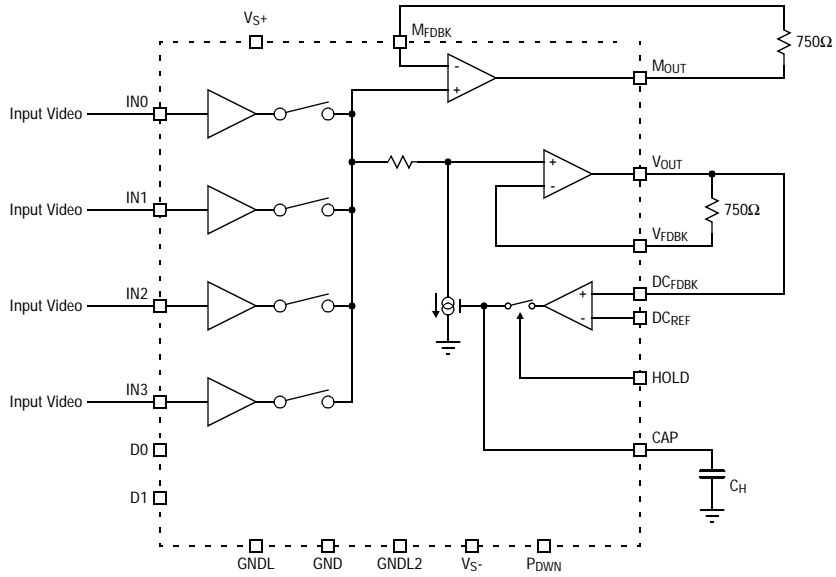 VS+
MFDBK
750Ω
MOUT
IN0
Input Video
VOUT
IN1
Input Video
750Ω
VFDBK
IN2
DCFDBK
Input Video
DCREF
HOLD
IN3
Input Video
CAP
D0
CH
D1
GNDL
GND
GNDL2
VS-
PDWN